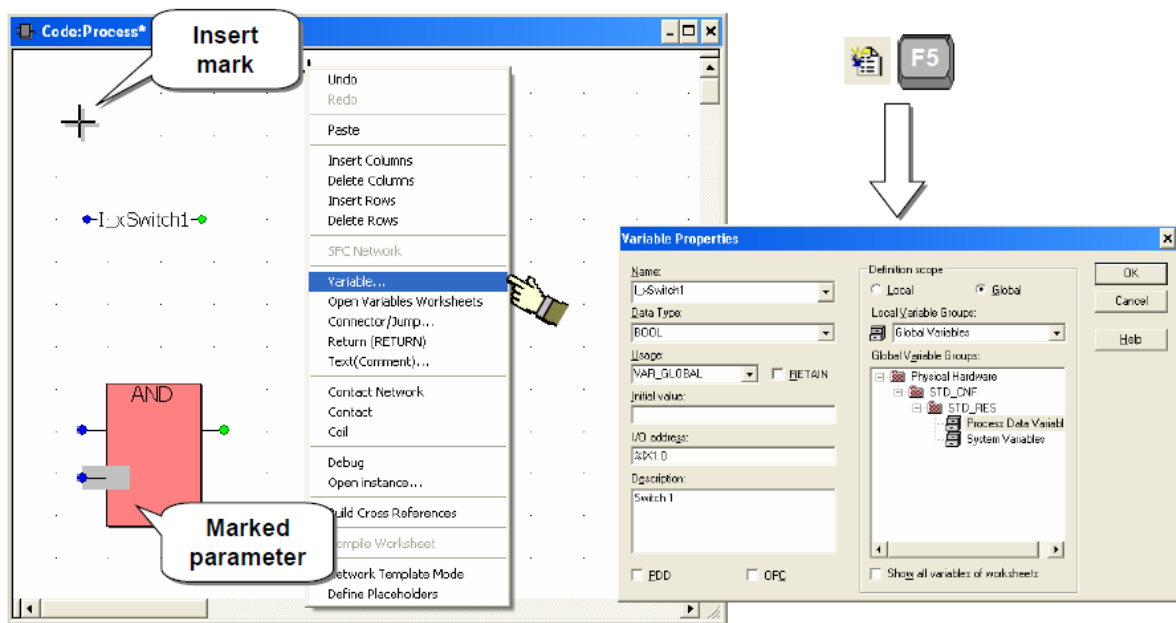 Code:Process*
Insert
mark
Undo
Redo
Paste
Insert Columns
Delete Columns
Insert Rows
Delete Rows
SFC Network
Variable...
Open Variables Worksheets
Connector/Jump...
Return (RETURN)
Text(Comment)...
Contact Network
Contact
Coil
Debug
Open instance...
Build Cross References
Compile Worksheet
Network Template Mode
Define Placeholders
I_xSwitch1
AND
Marked
parameter
F5
Variable Properties
Name:
I_xSwitch1
Data Type:
BOOL
Usage:
VAR_GLOBAL
RETAIN
Initial value:
I/O address:
%IX1.0
Description:
Switch 1
PDD
OPC
Definition scope
Local
Global
Local Variable Groups:
Global Variables
Global Variable Groups:
Physical Hardware
STD_CNF
STD_RES
Process Data Variabl
System Variables
Show all variables of worksheets
OK
Cancel
Help